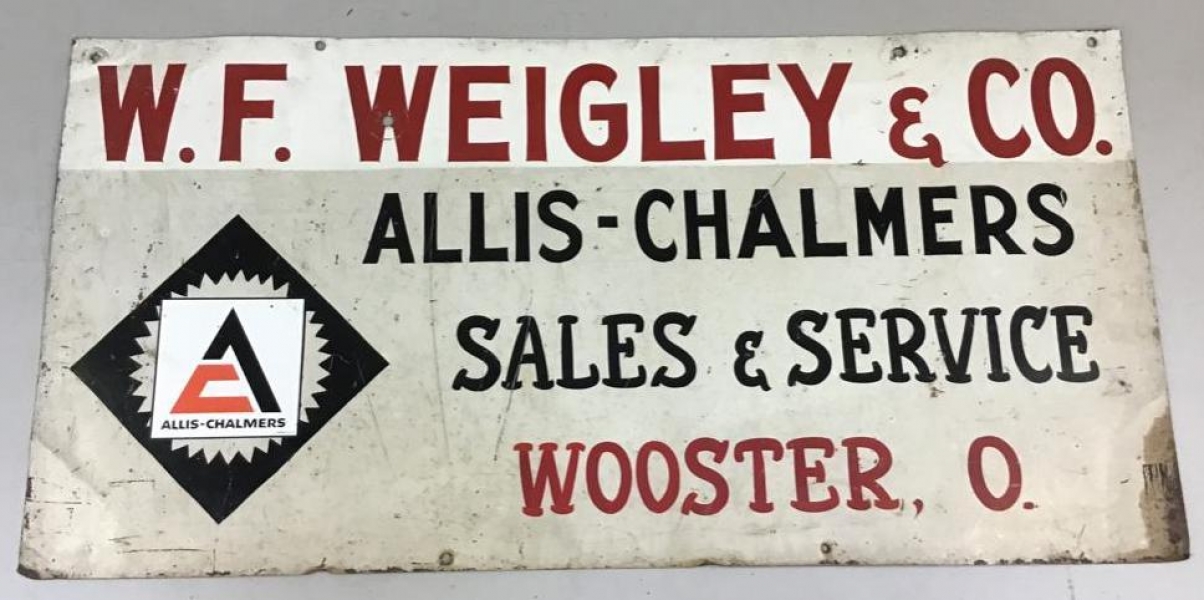 W. F. WEIGLEY & CO.
ALLIS-CHALMERS
SALES & SERVICE
WOOSTER, O.
ALLIS-CHALMERS